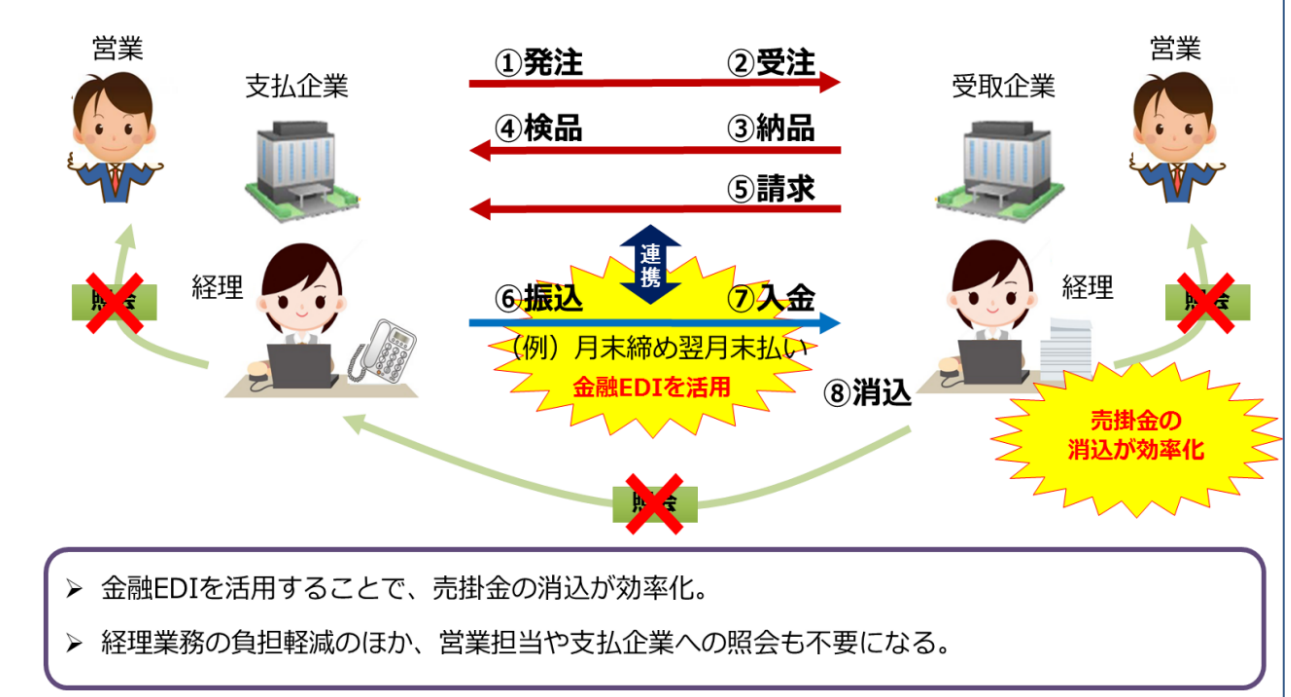 営業
支払企業
①発注
②受注
受取企業
営業
④検品
③納品
⑤請求
連携
経理
⑥振込
⑦入金
経理
照会
照会
（例）月末締め翌月末払い
金融EDIを活用
⑧消込
売掛金の
消込が効率化
照会
➢ 金融EDIを活用することで、売掛金の消込が効率化。
➢ 経理業務の負担軽減のほか、営業担当や支払企業への照会も不要になる。